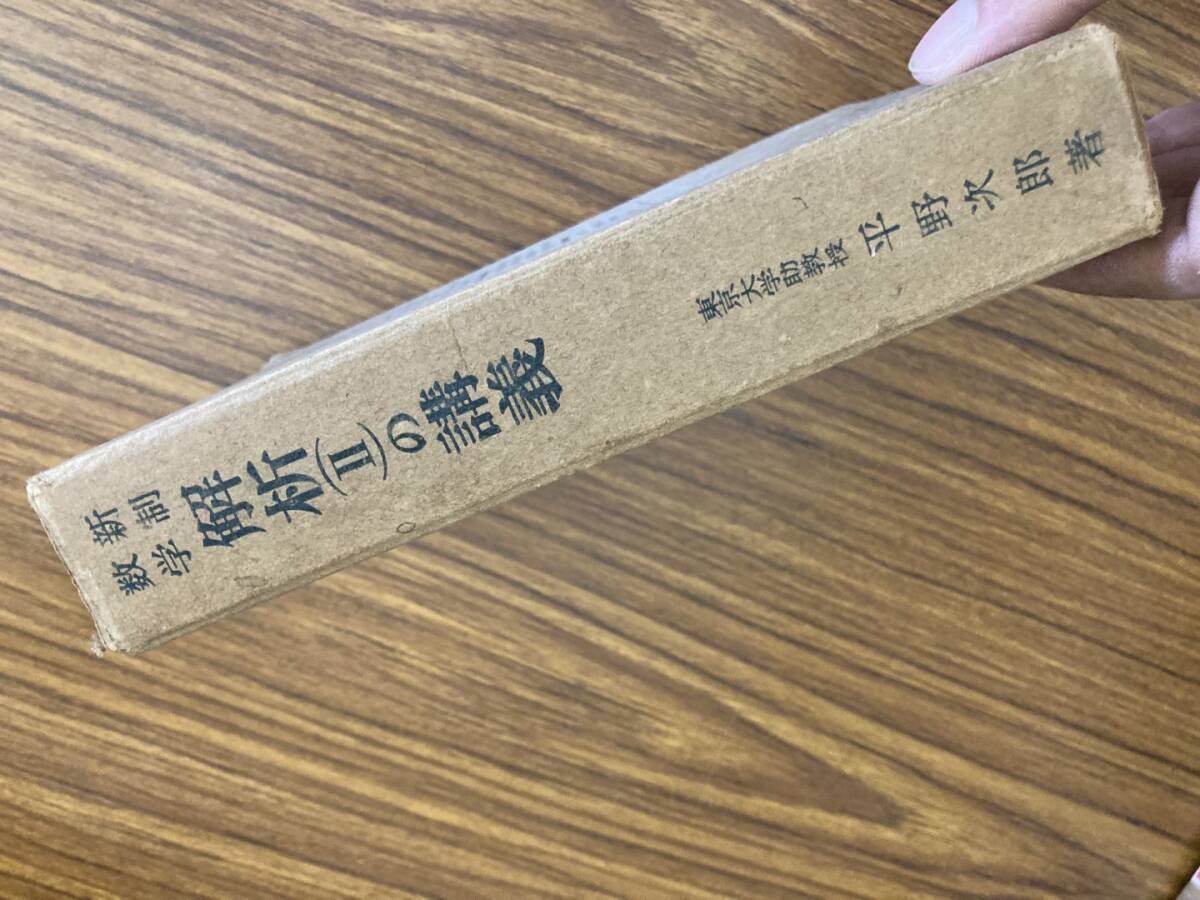 新制
数学
解析(II)の講義
東京大学助教授
平野次郎著